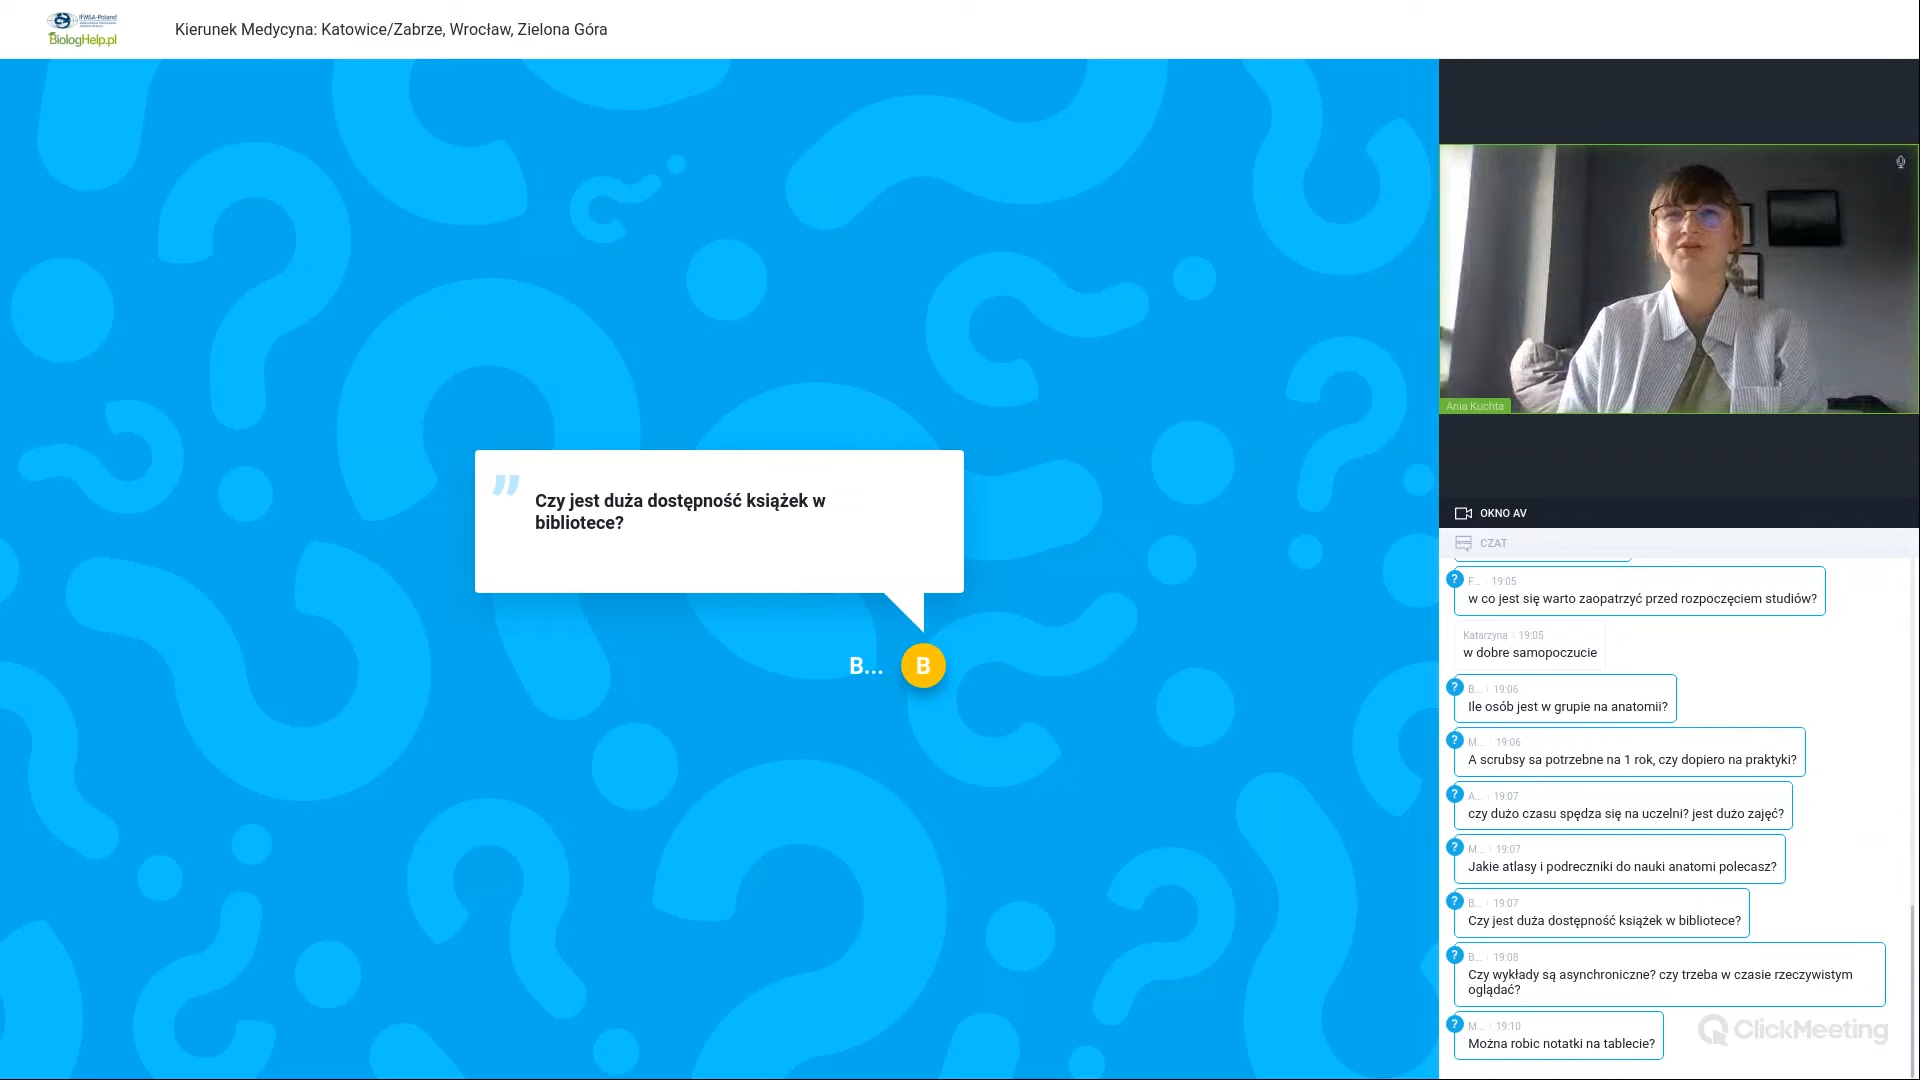 IFMSA-Poland
BiologHelp.pl
Kierunek Medycyna: Katowice/Zabrze, Wrocław, Zielona Góra
Czy jest duża dostępność książek w
bibliotece?
B...
B
Ania Kuchta
OKNO AV
CZAT
? F... 19:05
w co jest się warto zaopatrzyć przed rozpoczęciem studiów?
Katarzyna 19:05
w dobre samopoczucie
? B... 19:06
Ile osób jest w grupie na anatomii?
? M... 19:06
A scrubsy sa potrzebne na 1 rok, czy dopiero na praktyki?
? A... 19:07
czy dużo czasu spędza się na uczelni? jest dużo zajęć?
? M... 19:07
Jakie atlasy i podreczniki do nauki anatomi polecasz?
? B... 19:07
Czy jest duża dostępność książek w bibliotece?
? B... 19:08
Czy wykłady są asynchroniczne? czy trzeba w czasie rzeczywistym
oglądać?
? M... 19:10
Można robic notatki na tablecie?
ClickMeeting